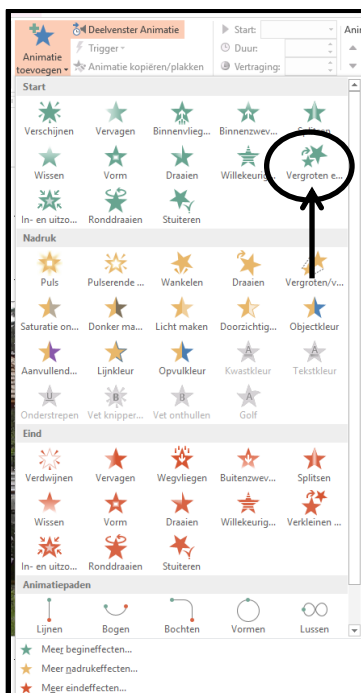 Animatie toevoegen
Deelvenster Animatie
Trigger
Animatie kopiëren/plakken
Start:
Duur:
Vertraging:
Ani
Start
Verschijnen Vervagen Binnenvlieg... Binnenzwev... Splitsen
Wissen Vorm Draaien Willekeurig... Vergroten e...
In- en uitzo... Ronddraaien Stuiteren
Nadruk
Puls Pulserende ... Wankelen Draaien Vergroten/v...
Saturatie on... Donker ma... Licht maken Doorzichtig... Objectkleur
Aanvullend... Lijnkleur Opvulkleur Kwastkleur Tekstkleur
Onderstrepen Vet knipper... Vet onthullen Golf
Eind
Verdwijnen Vervagen Wegvliegen Buitenzwev... Splitsen
Wissen Vorm Draaien Willekeurig... Verkleinen ...
In- en uitzo... Ronddraaien Stuiteren
Animatiepaden
Lijnen Bogen Bochten Vormen Lussen
Meer begineffecten...
Meer nadrukeffecten...
Meer eindeffecten...